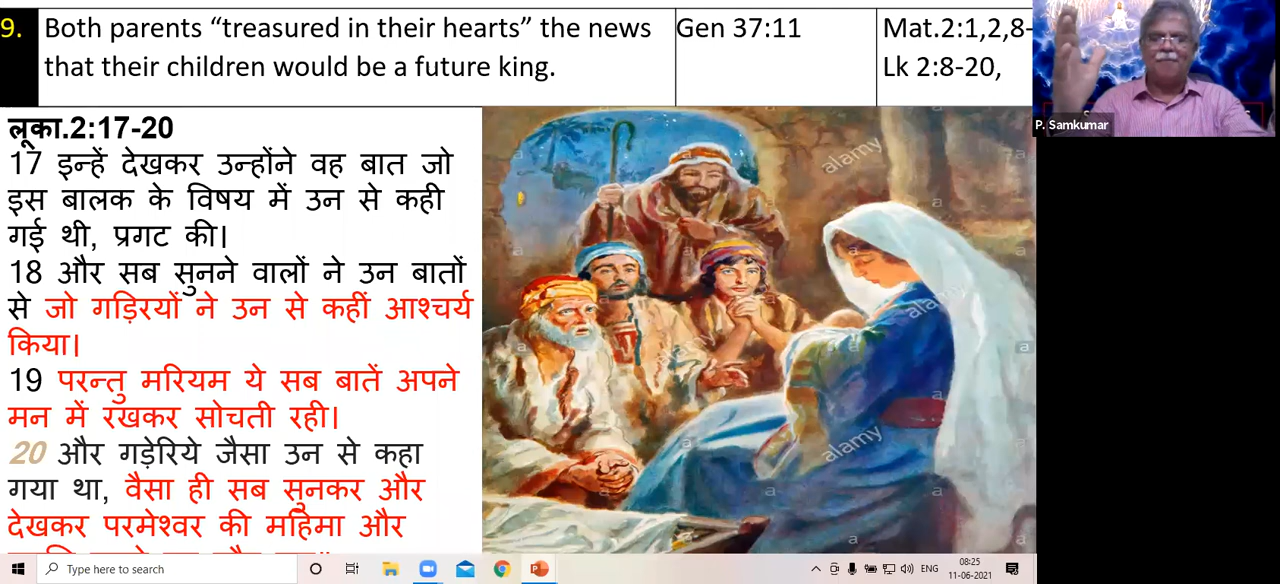 9. Both parents “treasured in their hearts” the news Gen 37:11 Mat.2:1,2,8-
that their children would be a future king. Lk 2:8-20,
P. Samkumar
लूका.2:17-20
17 इन्हें देखकर उन्होंने वह बात जो
इस बालक के विषय में उन से कही
गई थी, प्रगट की।
18 और सब सुनने वालों ने उन बातों
से जो गड़िरयों ने उन से कहीं आश्चर्य
किया।
19 परन्तु मरियम ये सब बातें अपने
मन में रखकर सोचती रही।
20 और गड़ेरिये जैसा उन से कहा
गया था, वैसा ही सब सुनकर और
देखकर परमेश्वर की महिमा और
alamy
alamy
alamy
Type here to search
ENG
08:25
11-06-2021